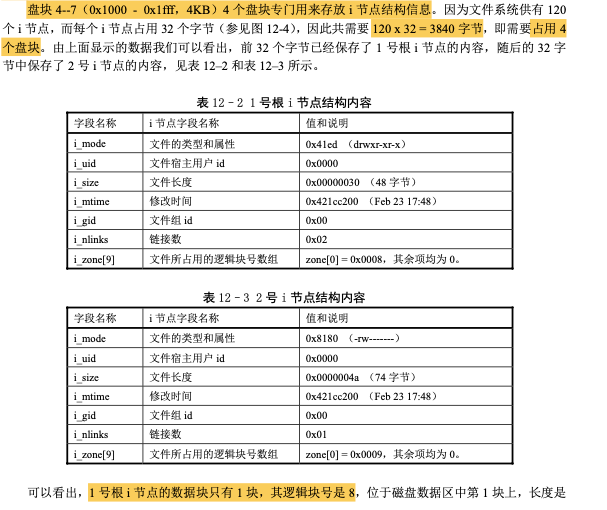 盘块 4--7（0x1000 - 0x1fff，4KB）4 个盘块专门用来存放 i 节点结构信息。因为文件系统供有 120
个 i 节点，而每个 i 节点占用 32 个字节（参见图 12-4），因此共需要 120 x 32 = 3840 字节，即需要占用 4
个盘块。由上面显示的数据我们可以看出，前 32 个字节已经保存了 1 号根 i 节点的内容，随后的 32 字
节中保存了 2 号 i 节点的内容，见表 12–2 和表 12–3 所示。
表 12－2 1 号根 i 节点结构内容
字段名称 i 节点字段名称 值和说明
i_mode 文件的类型和属性 0x41ed （drwxr-xr-x）
i_uid 文件宿主用户 id 0x0000
i_size 文件长度 0x00000030 （48 字节）
i_mtime 修改时间 0x421cc200 （Feb 23 17:48）
i_gid 文件组 id 0x00
i_nlinks 链接数 0x02
i_zone[9] 文件所占用的逻辑块号数组 zone[0] = 0x0008，其余项均为 0。
表 12－3 2 号 i 节点结构内容
字段名称 i 节点字段名称 值和说明
i_mode 文件的类型和属性 0x8180 （-rw-------）
i_uid 文件宿主用户 id 0x0000
i_size 文件长度 0x0000004a （74 字节）
i_mtime 修改时间 0x421cc200 （Feb 23 17:48）
i_gid 文件组 id 0x00
i_nlinks 链接数 0x01
i_zone[9] 文件所占用的逻辑块号数组 zone[0] = 0x0009，其余项均为 0。
可以看出，1 号根 i 节点的数据块只有 1 块，其逻辑块号是 8，位于磁盘数据区中第 1 块上，长度是